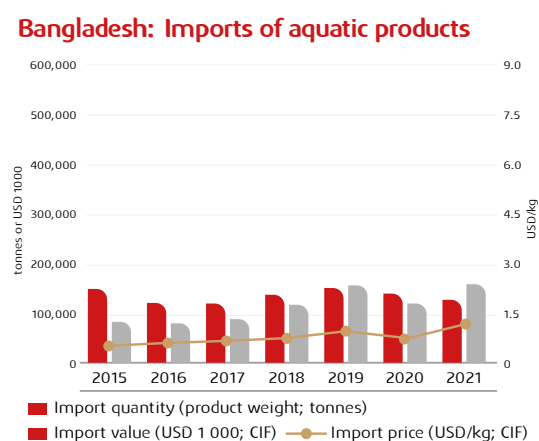 Bangladesh: Imports of aquatic products
600,000
500,000
400,000
300,000
200,000
100,000
0
tonnes or USD 1000
9.0
7.5
6.0
4.5
3.0
1.5
0
USD/kg
2015 2016 2017 2018 2019 2020 2021
Import quantity (product weight; tonnes)
Import value (USD 1 000; CIF) Import price (USD/kg; CIF)